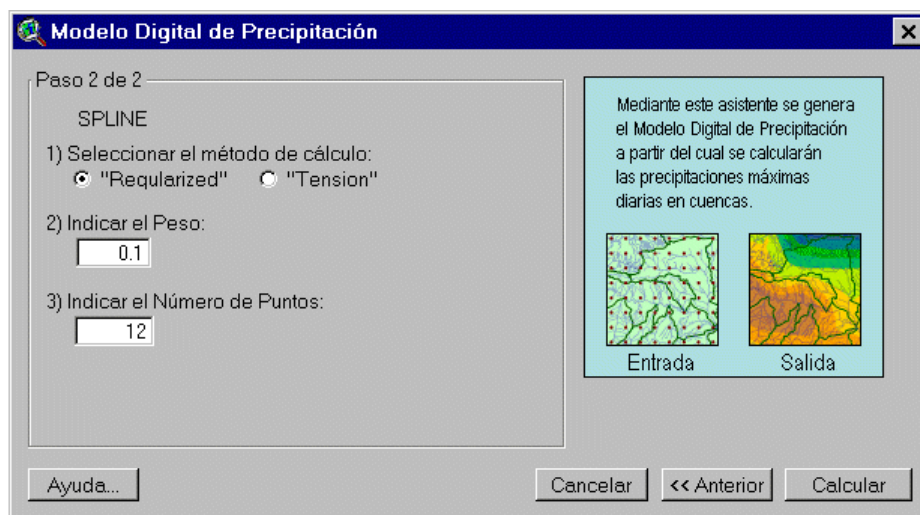 Modelo Digital de Precipitación
Paso 2 de 2
SPLINE
1) Seleccionar el método de cálculo:
"Reqularized" "Tension"
2) Indicar el Peso:
0.1
3) Indicar el Número de Puntos:
12
Mediante este asistente se genera
el Modelo Digital de Precipitación
a partir del cual se calcularán
las precipitaciones máximas
diarias en cuencas.
Entrada Salida
Ayuda... Cancelar << Anterior Calcular